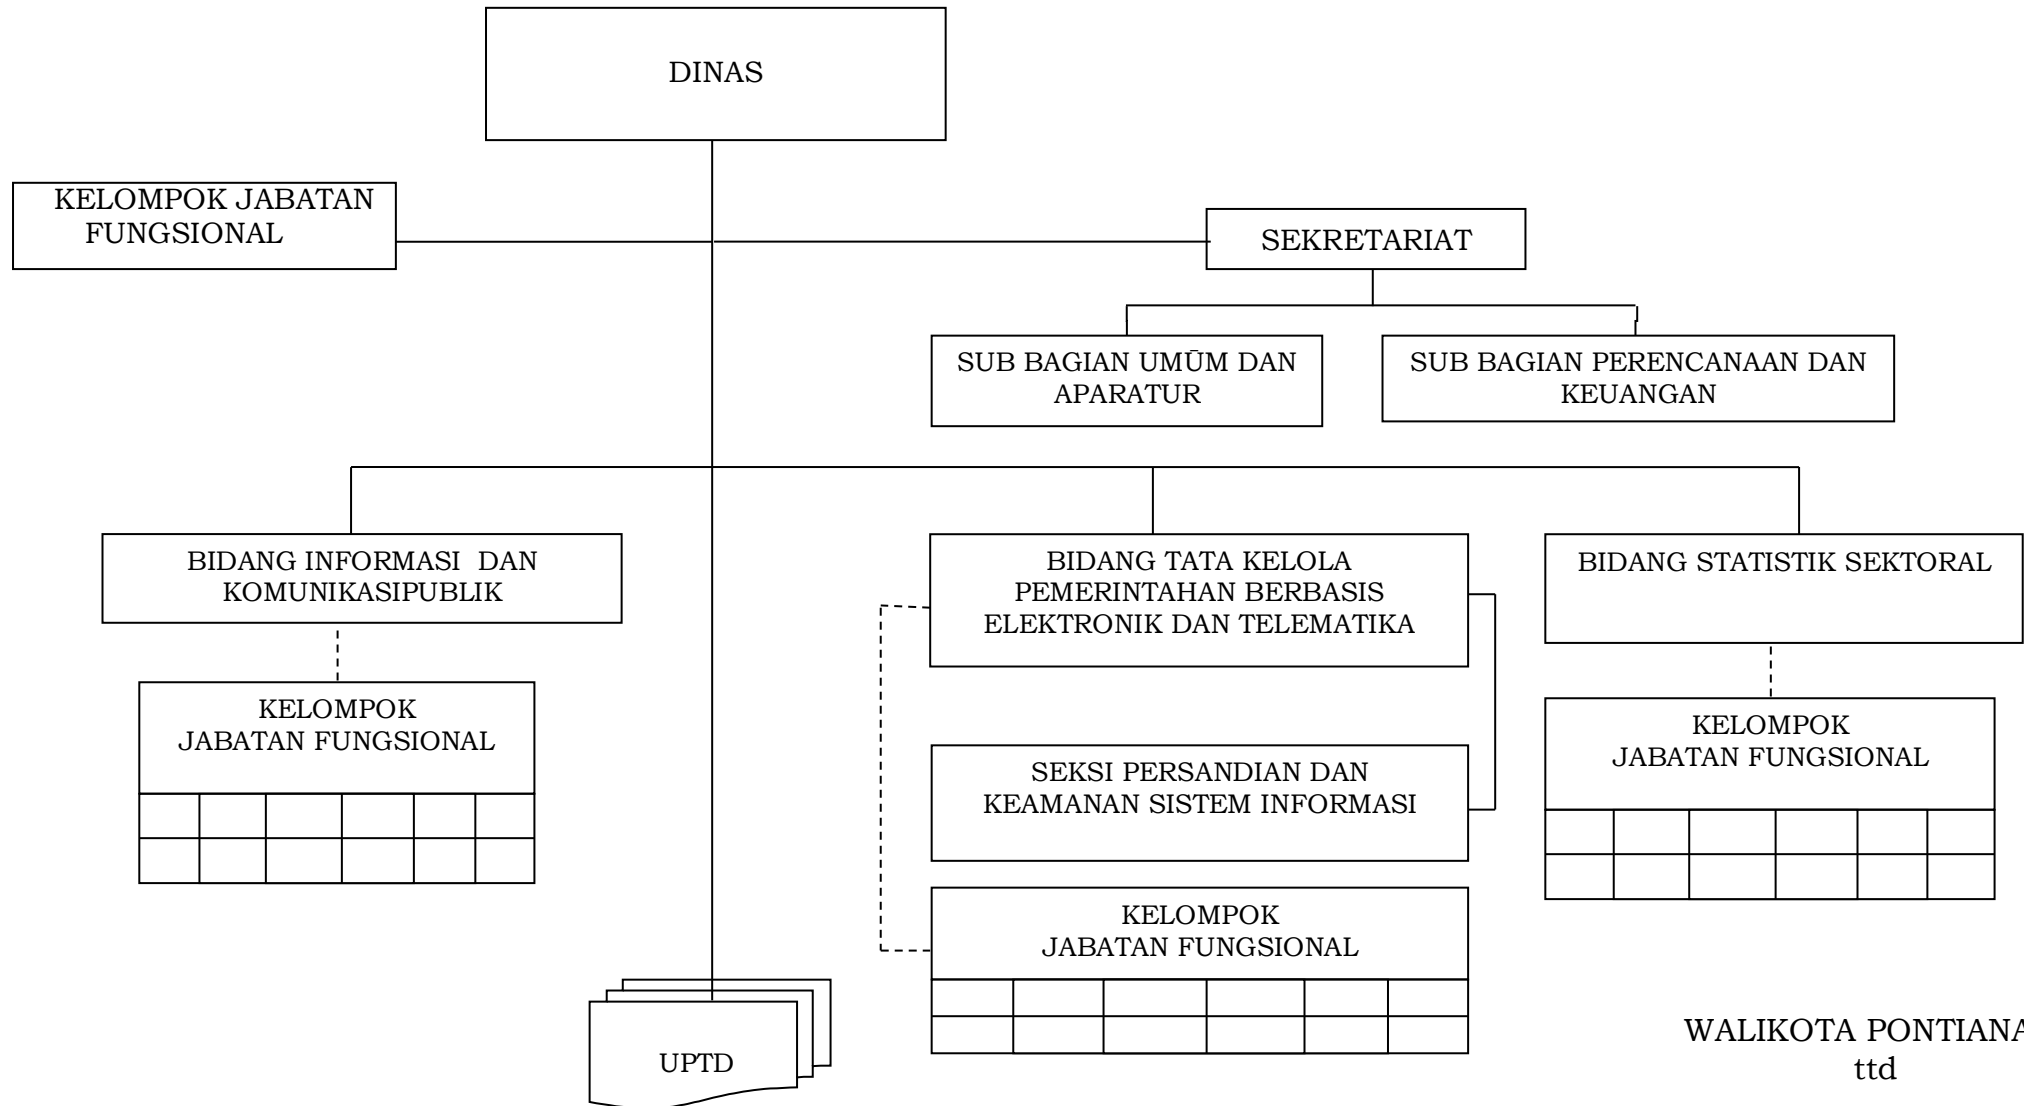 DINAS
KELOMPOK JABATAN
FUNGSIONAL
SEKRETARIAT
SUB BAGIAN UMŪM DAN
APARATUR
SUB BAGIAN PERENCANAAN DAN
KEUANGAN
BIDANG INFORMASI  DAN
KOMUNIKASIPUBLIK
BIDANG TATA KELOLA
PEMERINTAHAN BERBASIS
ELEKTRONIK DAN TELEMATIKA
BIDANG STATISTIK SEKTORAL
KELOMPOK
JABATAN FUNGSIONAL
SEKSI PERSANDIAN DAN
KEAMANAN SISTEM INFORMASI
KELOMPOK
JABATAN FUNGSIONAL
KELOMPOK
JABATAN FUNGSIONAL
UPTD
WALIKOTA PONTIANA
ttd